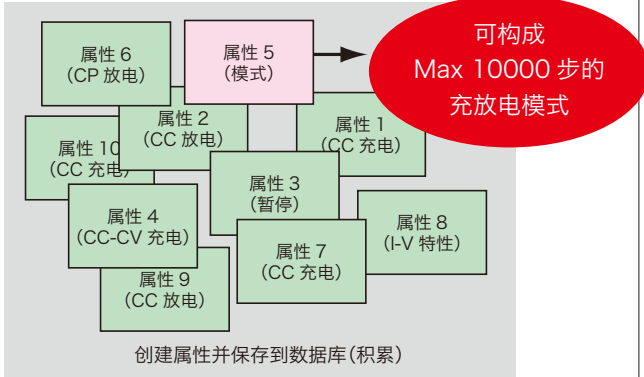 属性 6
(CP 放电)
属性 5
(模式)
可构成
Max 10000 步的
充放电模式
属性 2
(CC 放电)
属性 1
(CC 充电)
属性 10
(CC 充电)
属性 3
(暂停)
属性 4
(CC-CV 充电)
属性 8
(I-V 特性)
属性 7
(CC 充电)
属性 9
(CC 放电)
创建属性并保存到数据库(积累)